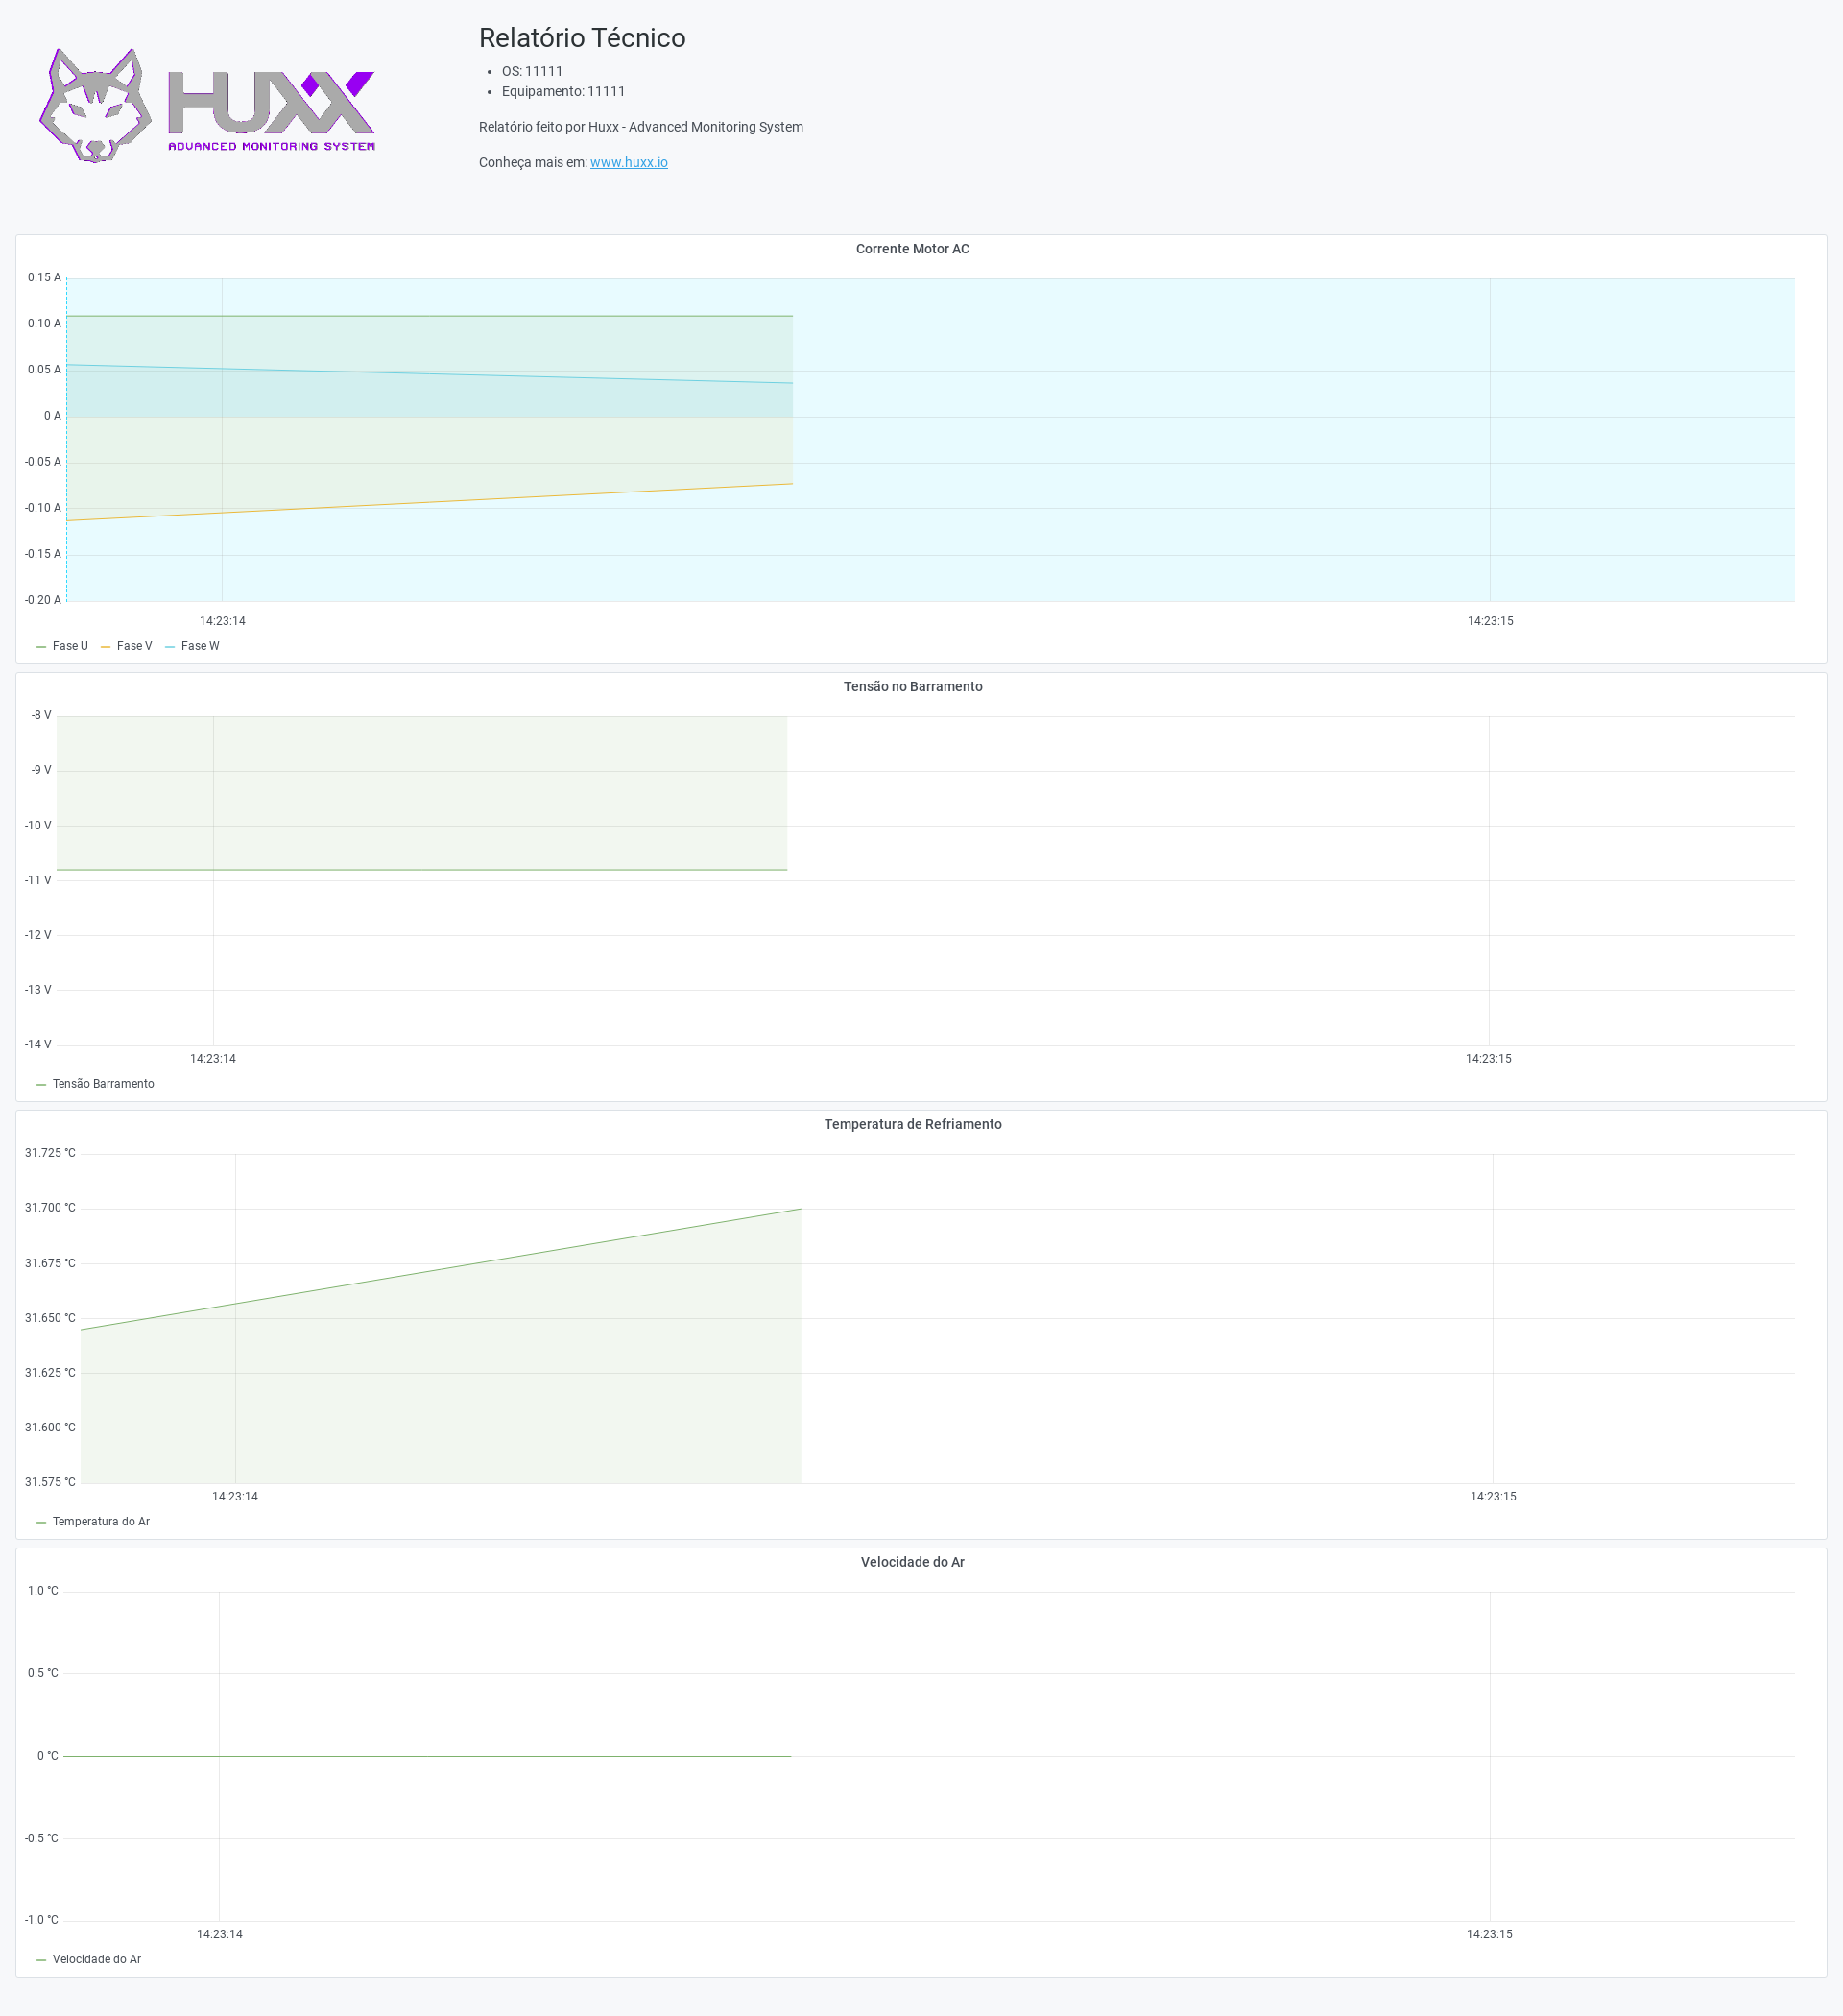 HUXX
ADVANCED MONITORING SYSTEM
Relatório Técnico
• OS: 11111
• Equipamento: 11111
Relatório feito por Huxx - Advanced Monitoring System
Conheça mais em: www.huxx.io
Corrente Motor AC
0.15 A
0.10 A
0.05 A
0 A
-0.05 A
-0.10 A
-0.15 A
-0.20 A
14:23:14 14:23:15
Fase U Fase V Fase W
Tensão no Barramento
-8 V
-9 V
-10 V
-11 V
-12 V
-13 V
-14 V
14:23:14 14:23:15
Tensão Barramento
Temperatura de Refriamento
31.725 °C
31.700 °C
31.675 °C
31.650 °C
31.625 °C
31.600 °C
31.575 °C
14:23:14 14:23:15
Temperatura do Ar
Velocidade do Ar
1.0 °C
0.5 °C
0 °C
-0.5 °C
-1.0 °C
14:23:14 14:23:15
Velocidade do Ar